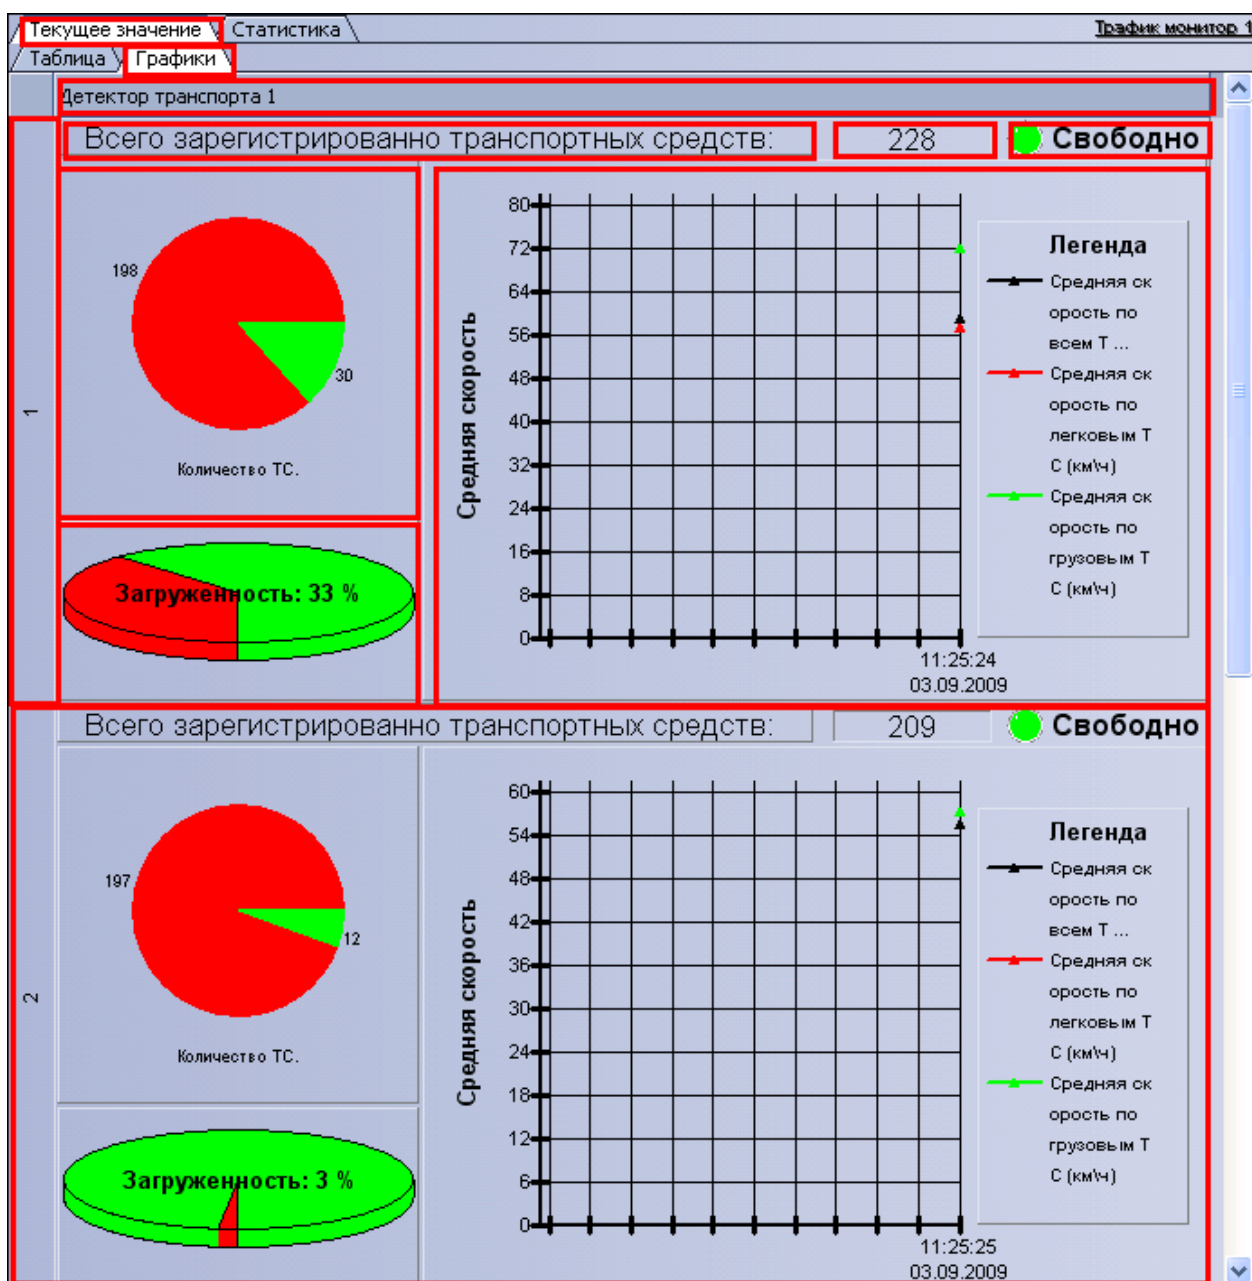 Текущее значение Статистика Трафик монитор 1
Таблица Графики
Детектор транспорта 1
1
Всего зарегистрированно транспортных средств: 228 Свободно
198
30
Количество ТС.
Загруженность: 33 %
Средняя скорость
80
72
64
56
48
40
32
24
16
8
0
11:25:24
03.09.2009
Легенда
Средняя ск
орость по
всем Т ...
Средняя ск
орость по
легковым Т
С (км\ч)
Средняя ск
орость по
грузовым Т
С (км\ч)
2
Всего зарегистрированно транспортных средств: 209 Свободно
197
12
Количество ТС.
Загруженность: 3 %
Средняя скорость
60
54
48
42
36
30
24
18
12
6
0
11:25:25
03.09.2009
Легенда
Средняя ск
орость по
всем Т ...
Средняя ск
орость по
легковым Т
С (км\ч)
Средняя ск
орость по
грузовым Т
С (км\ч)